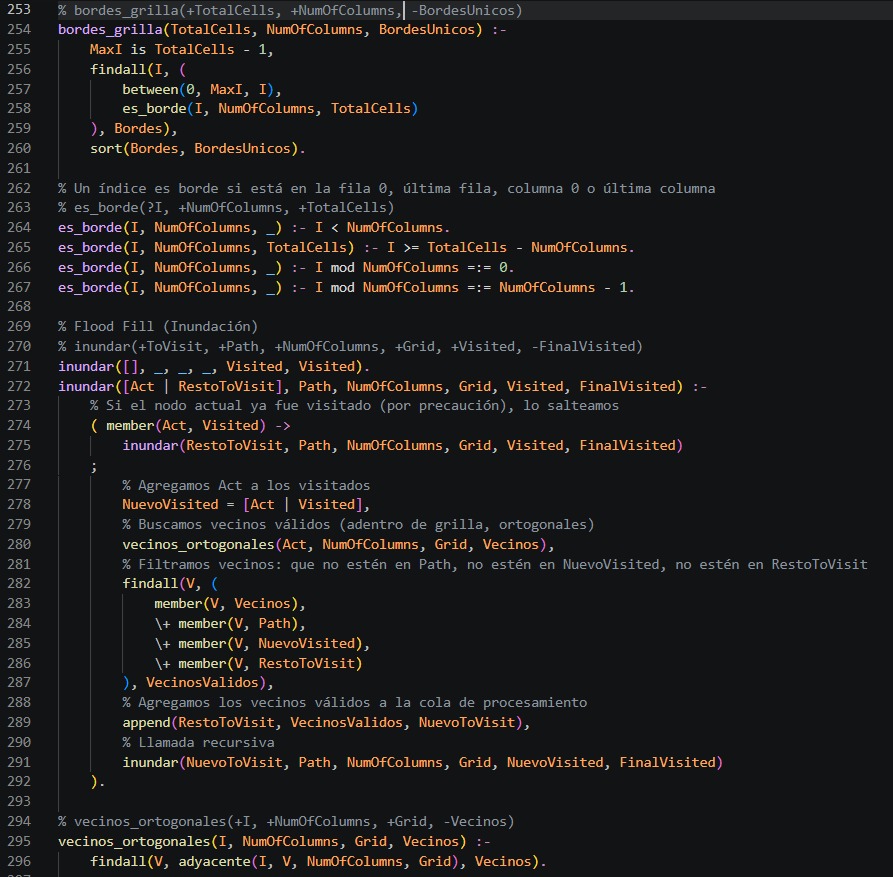 253 % bordes_grilla(+TotalCells, +NumOfColumns, -BordesUnicos)
254 bordes_grilla(TotalCells, NumOfColumns, BordesUnicos) :-
255     MaxI is TotalCells - 1,
256     findall(I, (
257         between(0, MaxI, I),
258         es_borde(I, NumOfColumns, TotalCells)
259     ), Bordes),
260     sort(Bordes, BordesUnicos).
261
262 % Un índice es borde si está en la fila 0, última fila, columna 0 o última columna
263 % es_borde(?I, +NumOfColumns, +TotalCells)
264 es_borde(I, NumOfColumns, _) :- I < NumOfColumns.
265 es_borde(I, NumOfColumns, TotalCells) :- I >= TotalCells - NumOfColumns.
266 es_borde(I, NumOfColumns, _) :- I mod NumOfColumns =:= 0.
267 es_borde(I, NumOfColumns, _) :- I mod NumOfColumns =:= NumOfColumns - 1.
268
269 % Flood Fill (Inundación)
270 % inundar(+ToVisit, +Path, +NumOfColumns, +Grid, +Visited, -FinalVisited)
271 inundar([], _, _, _, Visited, Visited).
272 inundar([Act | RestoToVisit], Path, NumOfColumns, Grid, Visited, FinalVisited) :-
273     % Si el nodo actual ya fue visitado (por precaución), lo salteamos
274     ( member(Act, Visited) ->
275         inundar(RestoToVisit, Path, NumOfColumns, Grid, Visited, FinalVisited)
276     ;
277         % Agregamos Act a los visitados
278         NuevoVisited = [Act | Visited],
279         % Buscamos vecinos válidos (adentro de grilla, ortogonales)
280         vecinos_ortogonales(Act, NumOfColumns, Grid, Vecinos),
281         % Filtramos vecinos: que no estén en Path, no estén en NuevoVisited, no estén en RestoToVisit
282         findall(V, (
283             member(V, Vecinos),
284             \+ member(V, Path),
285             \+ member(V, NuevoVisited),
286             \+ member(V, RestoToVisit)
287         ), VecinosValidos),
288         % Agregamos los vecinos válidos a la cola de procesamiento
289         append(RestoToVisit, VecinosValidos, NuevoToVisit),
290         % Llamada recursiva
291         inundar(NuevoToVisit, Path, NumOfColumns, Grid, NuevoVisited, FinalVisited)
292     ).
293
294 % vecinos_ortogonales(+I, +NumOfColumns, +Grid, -Vecinos)
295 vecinos_ortogonales(I, NumOfColumns, Grid, Vecinos) :-
296     findall(V, adyacente(I, V, NumOfColumns, Grid), Vecinos).